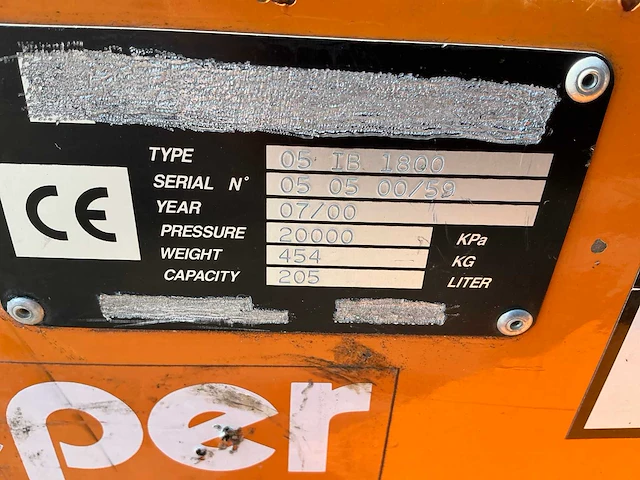 TYPE 05 IB 1800
SERIAL N° 05 05 00/59
YEAR 07/00
PRESSURE 20000 KPa
WEIGHT 454 KG
CAPACITY 205 LITER
CE
per